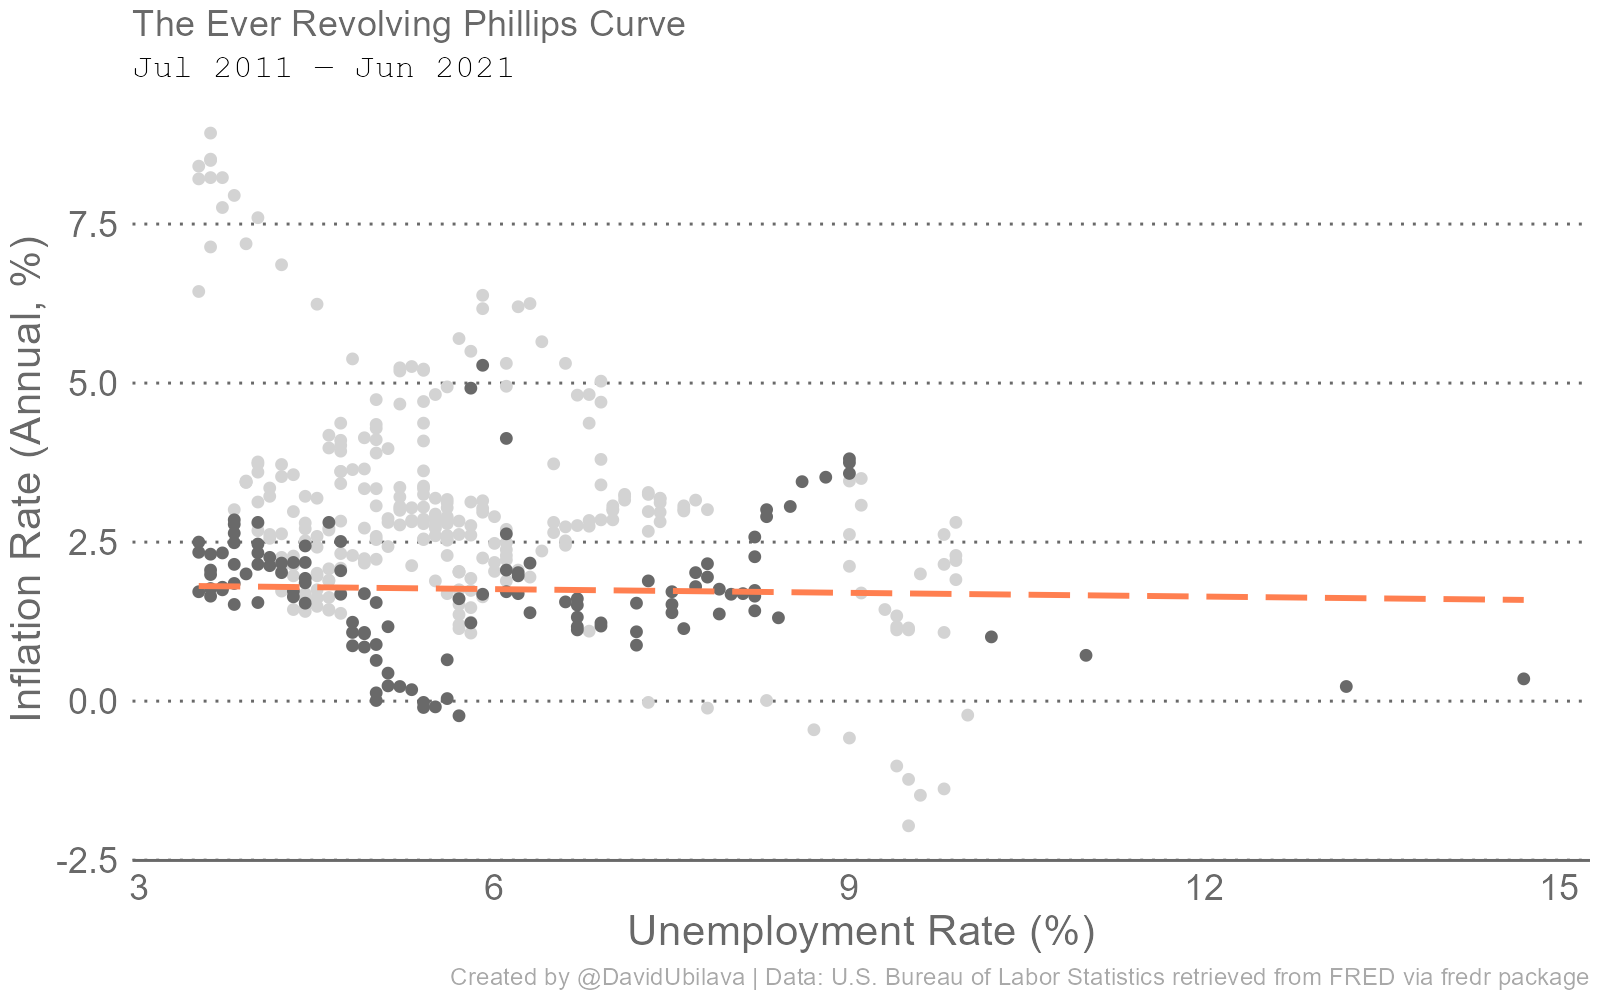 The Ever Revolving Phillips Curve
Jul 2011 — Jun 2021
Inflation Rate (Annual, %)
7.5
5.0
2.5
0.0
-2.5
3 6 9 12 15
Unemployment Rate (%)
Created by @DavidUbilava | Data: U.S. Bureau of Labor Statistics retrieved from FRED via fredr package